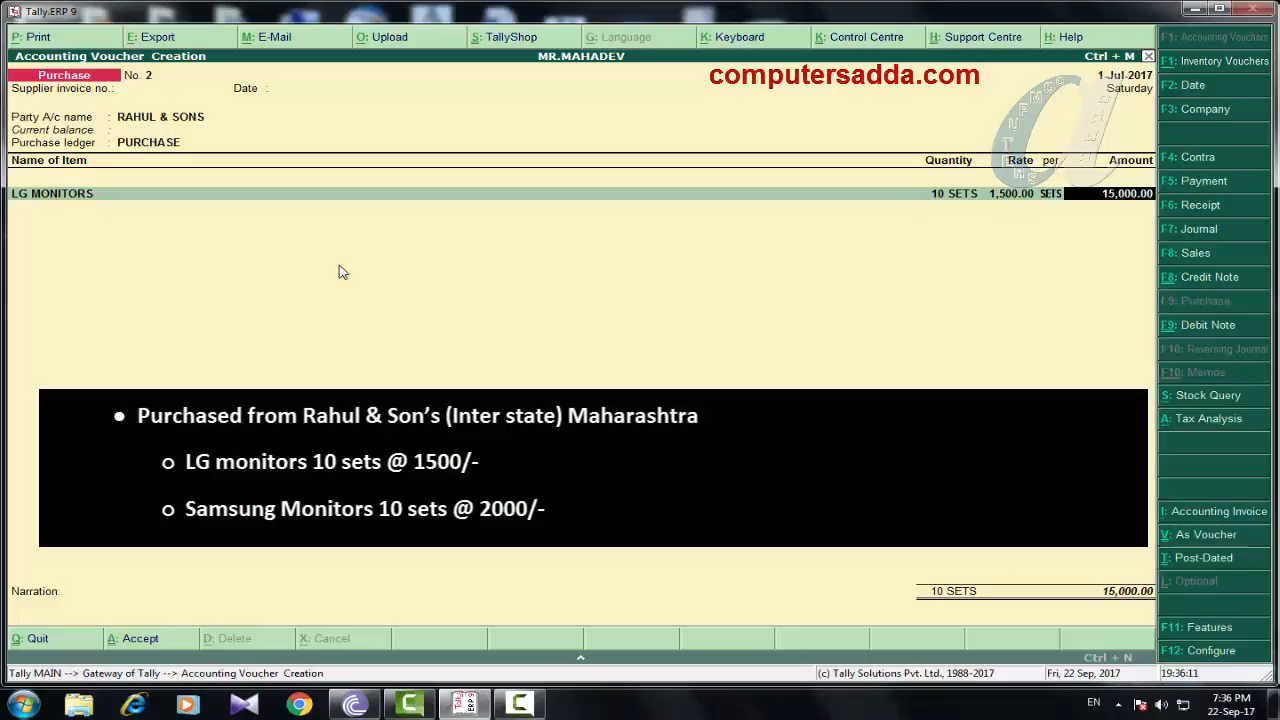 Tally.ERP 9
P: Print E: Export M: E-Mail O: Upload S: TallyShop G: Language K: Keyboard K: Control Centre H: Support Centre H: Help
F1: Accounting Vouchers
Accounting Voucher Creation MR.MAHADEV Ctrl + M
F1: Inventory Vouchers
Purchase No. 2 computersadda.com 1-Jul-2017
Supplier invoice no.: Date : Saturday
F2: Date
F3: Company
Party A/c name : RAHUL & SONS
Current balance :
Purchase ledger : PURCHASE
Name of Item Quantity Rate per Amount
F4: Contra
F5: Payment
LG MONITORS 10 SETS 1,500.00 SETS 15,000.00
F6: Receipt
F7: Journal
F8: Sales
F8: Credit Note
F9: Purchase
F9: Debit Note
F10: Reversing Journal
F10: Memos
S: Stock Query
A: Tax Analysis
• Purchased from Rahul & Son's (Inter state) Maharashtra
o LG monitors 10 sets @ 1500/-
o Samsung Monitors 10 sets @ 2000/-
I: Accounting Invoice
V: As Voucher
T: Post-Dated
L: Optional
Narration: 10 SETS 15,000.00
F11: Features
Q: Quit A: Accept D: Delete X: Cancel
F12: Configure
Ctrl + N
Tally MAIN --> Gateway of Tally --> Accounting Voucher Creation (c) Tally Solutions Pvt. Ltd., 1988-2017 Fri, 22 Sep, 2017 19:36:11
EN 7:36 PM
22-Sep-17